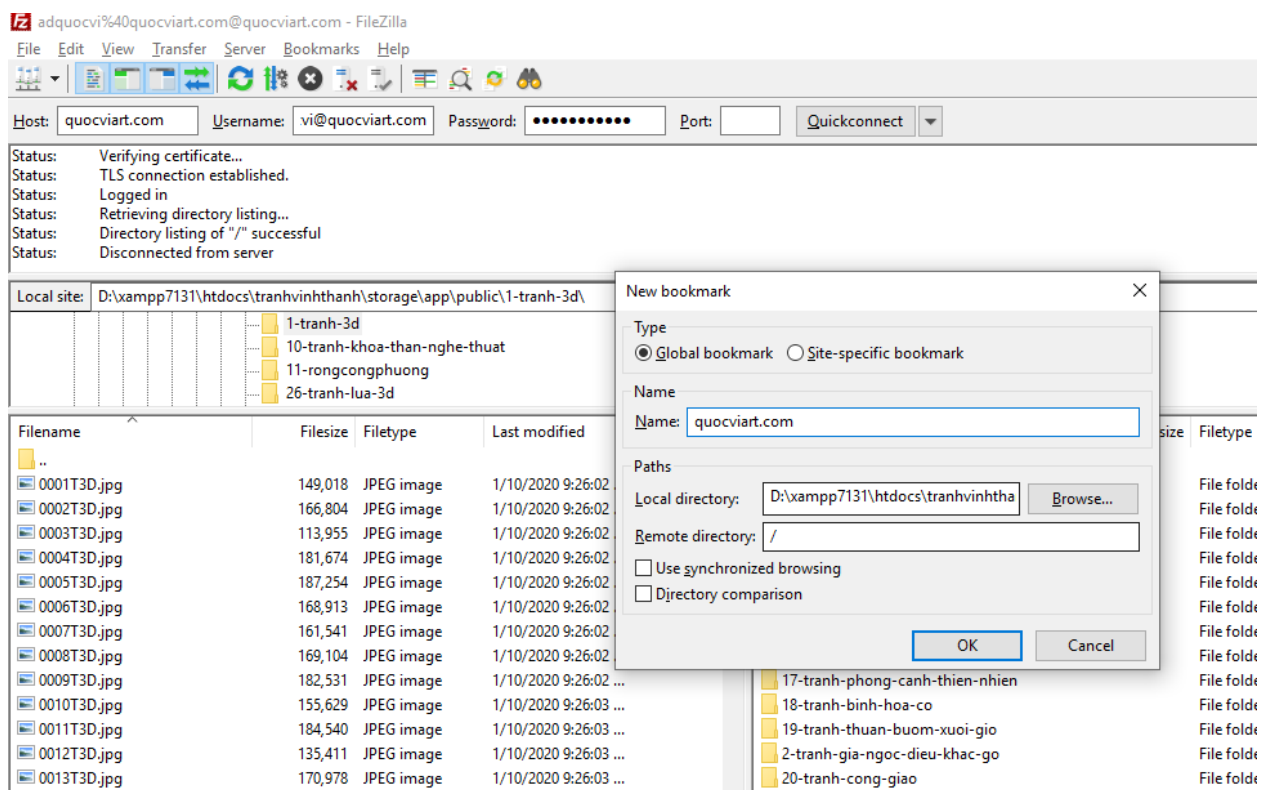 adquocvi%40quocviart.com@quocviart.com - FileZilla
File Edit View Transfer Server Bookmarks Help
Host: quocviart.com Username: vi@quocviart.com Password: ●●●●●●●●●●● Port: Quickconnect
Status: Verifying certificate...
Status: TLS connection established.
Status: Logged in
Status: Retrieving directory listing...
Status: Directory listing of "/" successful
Status: Disconnected from server
Local site: D:\xampp7131\htdocs\tranhvinhthanh\storage\app\public\1-tranh-3d\
1-tranh-3d
10-tranh-khoa-than-nghe-thuat
11-rongcongphuong
26-tranh-lua-3d
Filename Filesize Filetype Last modified
..
0001T3D.jpg 149,018 JPEG image 1/10/2020 9:26:02
0002T3D.jpg 166,804 JPEG image 1/10/2020 9:26:02
0003T3D.jpg 113,955 JPEG image 1/10/2020 9:26:02
0004T3D.jpg 181,674 JPEG image 1/10/2020 9:26:02
0005T3D.jpg 187,254 JPEG image 1/10/2020 9:26:02
0006T3D.jpg 168,913 JPEG image 1/10/2020 9:26:02
0007T3D.jpg 161,541 JPEG image 1/10/2020 9:26:02
0008T3D.jpg 169,104 JPEG image 1/10/2020 9:26:02
0009T3D.jpg 182,531 JPEG image 1/10/2020 9:26:02 ...
0010T3D.jpg 155,629 JPEG image 1/10/2020 9:26:03 ...
0011T3D.jpg 184,540 JPEG image 1/10/2020 9:26:03 ...
0012T3D.jpg 135,411 JPEG image 1/10/2020 9:26:03 ...
0013T3D.jpg 170,978 JPEG image 1/10/2020 9:26:03 ...
New bookmark
Type
Global bookmark Site-specific bookmark
Name
Name: quocviart.com
Paths
Local directory: D:\xampp7131\htdocs\tranhvinhtha Browse...
Remote directory: /
Use synchronized browsing
Directory comparison
OK Cancel
size Filetype
File folde
File folde
File folde
File folde
File folde
File folde
File folde
File folde
17-tranh-phong-canh-thien-nhien File folde
18-tranh-binh-hoa-co File folde
19-tranh-thuan-buom-xuoi-gio File folde
2-tranh-gia-ngoc-dieu-khac-go File folde
20-tranh-cong-giao File folde